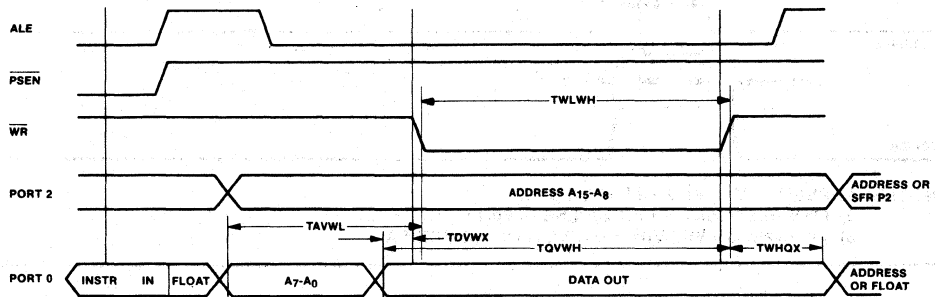 ALE
PSEN
TWLWH
WR
PORT 2
ADDRESS A15-A8
ADDRESS OR
SFR P2
TAVWL
TDVWX
TQVWH
TWHQX
PORT 0
INSTR IN
FLOAT
A7-A0
DATA OUT
ADDRESS
OR FLOAT